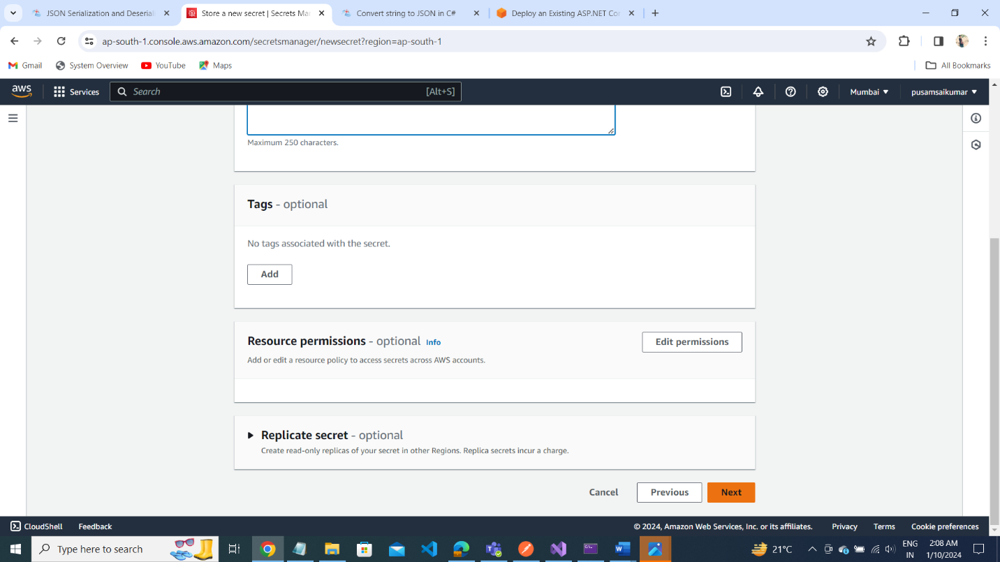 JSON Serialization and Deseriali
Store a new secret | Secrets Mar
Convert string to JSON in C#
Deploy an Existing ASP.NET Cor
ap-south-1.console.aws.amazon.com/secretsmanager/newsecret?region=ap-south-1
Gmail System Overview YouTube Maps All Bookmarks
aws Services Search [Alt+S] Mumbai pusamsaikumar
Maximum 250 characters.
Tags - optional
No tags associated with the secret.
Add
Resource permissions - optional Info Edit permissions
Add or edit a resource policy to access secrets across AWS accounts.
Replicate secret - optional
Create read-only replicas of your secret in other Regions. Replica secrets incur a charge.
Cancel Previous Next
CloudShell Feedback © 2024, Amazon Web Services, Inc. or its affiliates. Privacy Terms Cookie preferences
Type here to search 21°C ENG 2:08 AM
IN 1/10/2024